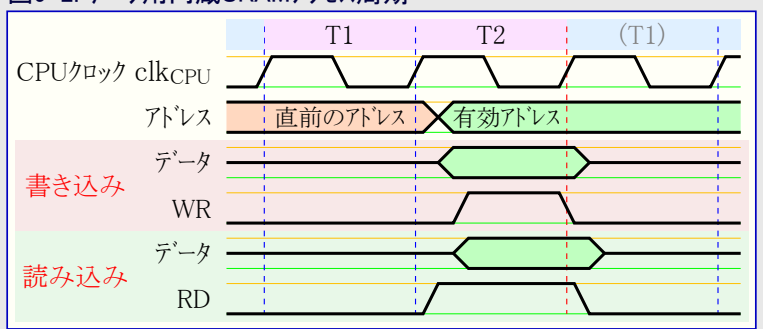 T1 T2 (T1)
CPUクロック clkCPU
アドレス 直前のアドレス 有効アドレス
書き込み
データ
WR
読み込み
データ
RD